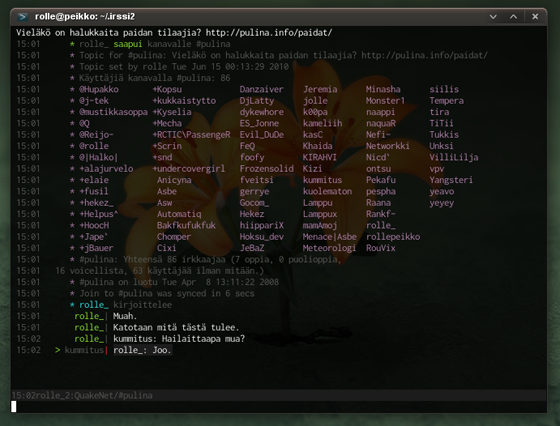 rolle@peikko: ~/.irssi2
Vieläkö on halukkaita paidan tilaajia? http://pulina.info/paidat/
15:01 * rolle_ saapui kanavalle #pulina
15:01 * Topic for #pulina: Vieläkö on halukkaita paidan tilaajia? http://pulina.info/paidat/
15:01 * Topic set by rolle Tue Jun 15 00:13:29 2010
15:01 * Käyttäjiä kanavalla #pulina: 86
15:01 * @Hupakko +Kopsu Danzaiver Jeremia Minasha siilis
15:01 * @j-tek +kukkaistytto DjLatty jolle Monster1 Tempera
15:01 * @mustikkasoppa +Kyselia dykewhore k00pa naappi tira
15:01 * @Q +Mecha ES_Jonne kameliih naquaR TiTii
15:01 * @Reijo- +RCTIC\PassengeR Evil_DuDe kasC Nefi- Tukkis
15:01 * @rolle +Scrin FeQ Khaida Networkki Unksi
15:01 * @|Halko| +snd foofy KIRAHVI Nicd` VilliLilja
15:01 * +alajurvelo +undercovergirl Frozensolid Kizi ontsu vpv
15:01 * +elaie Anicyna fveitsi kummitus Pekafu Yangsteri
15:01 * +fusil Asbe gerrye kuolematon pespha yeavo
15:01 * +hekez_ Asw Gocom_ Lamppu Raana yeyey
15:01 * +Helpus^ Automatiq Hekez Lamppux Rankf-
15:01 * +HoocH Bakfkufukfuk hiippariX mamAmoj rolle_
15:01 * +Jape` Chomper Hoksu_dev Menace|Asbe rollepeikko
15:01 * +jBauer Cixi JeBaZ Meteorologi RouVix
15:01 * #pulina: Yhteensä 86 irkkaajaa (7 oppia, 0 puolioppia,
16 voicellista, 63 käyttäjää ilman mitään.)
15:01 * #pulina on luotu Tue Apr 8 13:11:22 2008
15:01 * Join to #pulina was synced in 6 secs
15:01 * rolle_ kirjoittelee
15:01 rolle_| Muah.
15:01 rolle_| Katotaan mitä tästä tulee.
15:02 rolle_| kummitus: Hailaittaapa mua?
15:02 > kummitus| rolle_: Joo.
15:02rolle_2:QuakeNet/#pulina